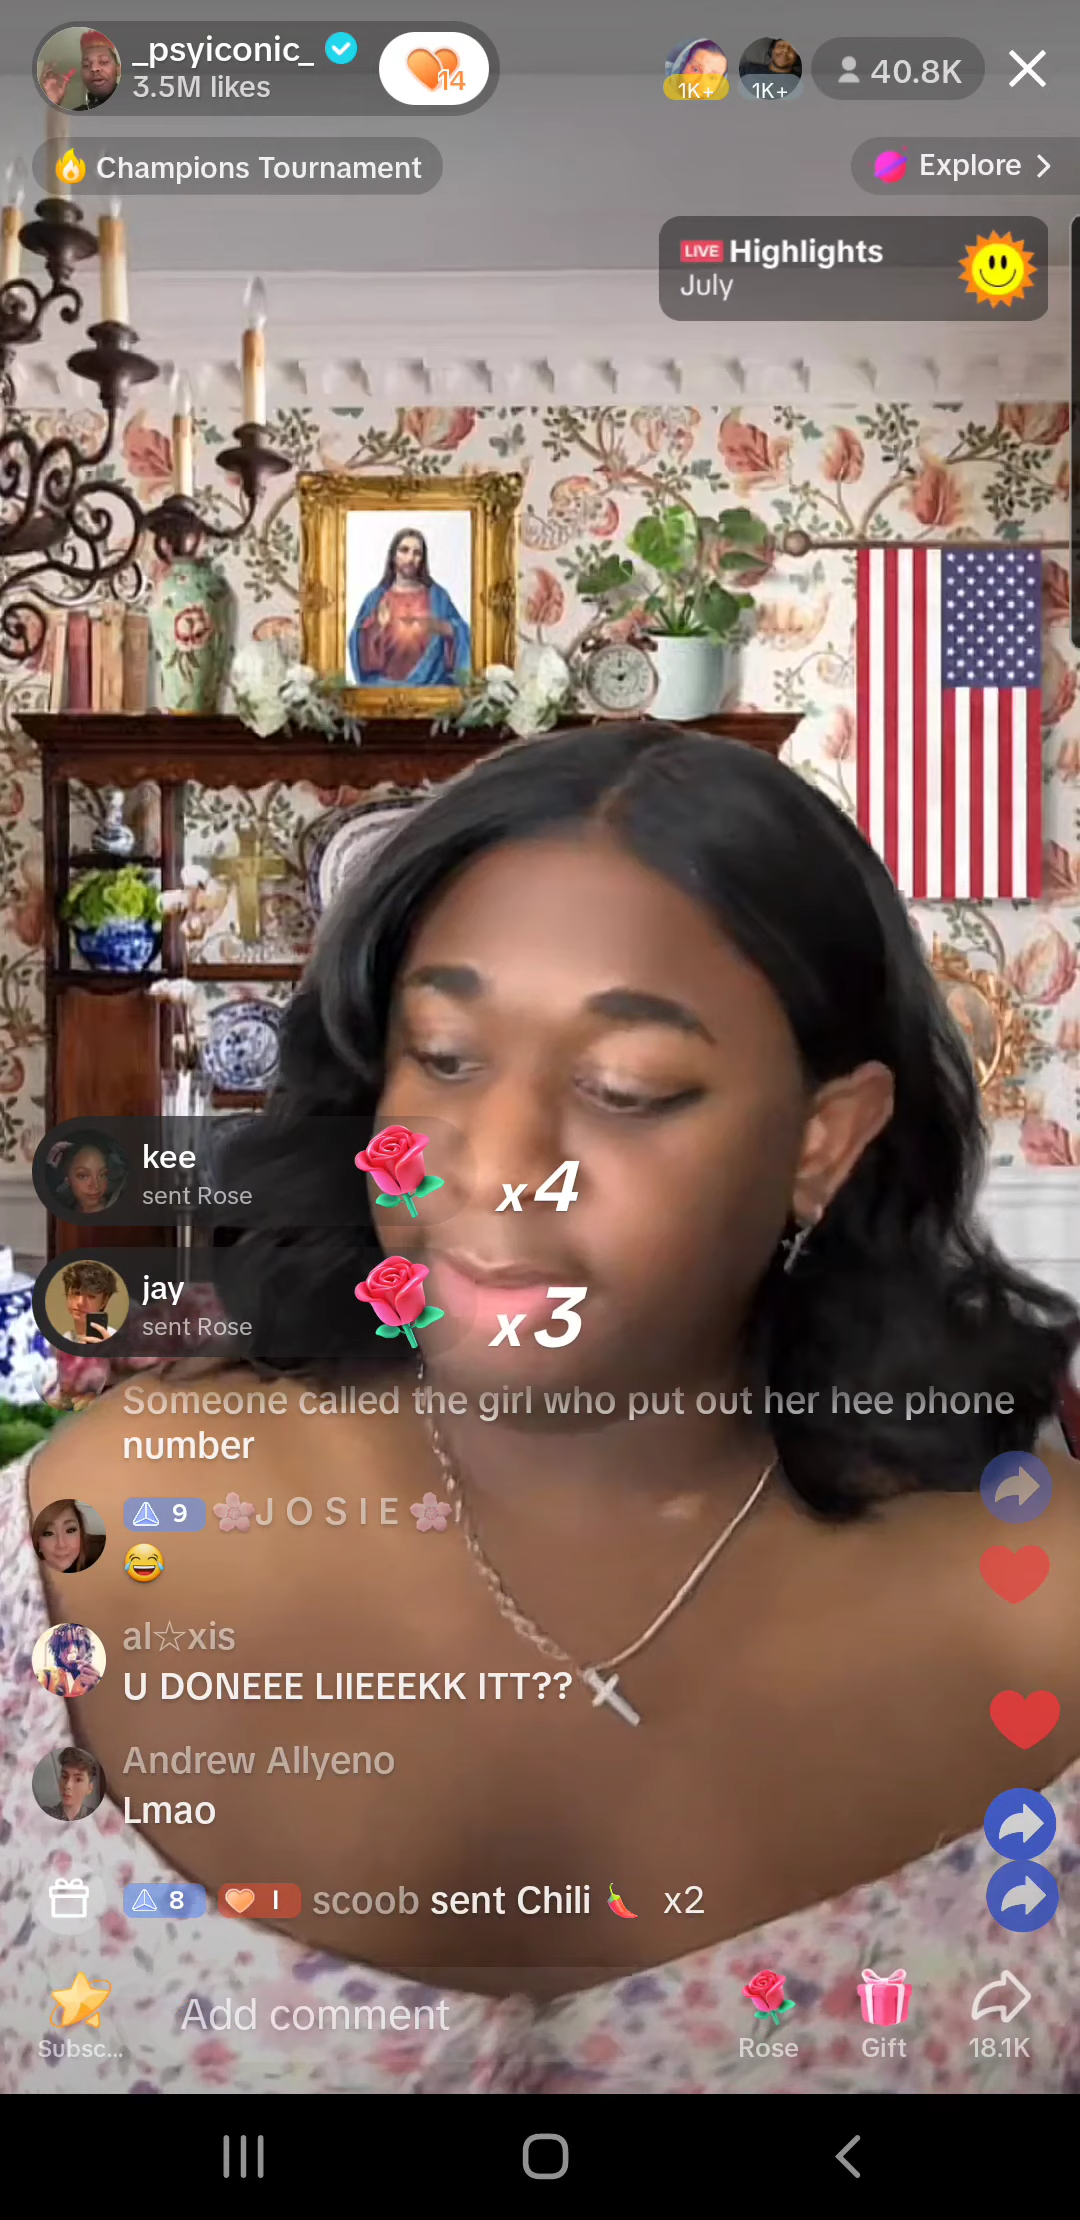 _psyiconic_
3.5M likes
14
1K+
1K+
40.8K
Champions Tournament
Explore
LIVE Highlights
July
kee
sent Rose
x4
jay
sent Rose
x3
Someone called the girl who put out her hee phone
number
9 🌸J O S I E🌸
😂
al☆xis
U DONEEE LIIEEEKK ITT??
Andrew Allyeno
Lmao
8 I scoob sent Chili 🌶 x2
Subsc...
Add comment
Rose
Gift
18.1K